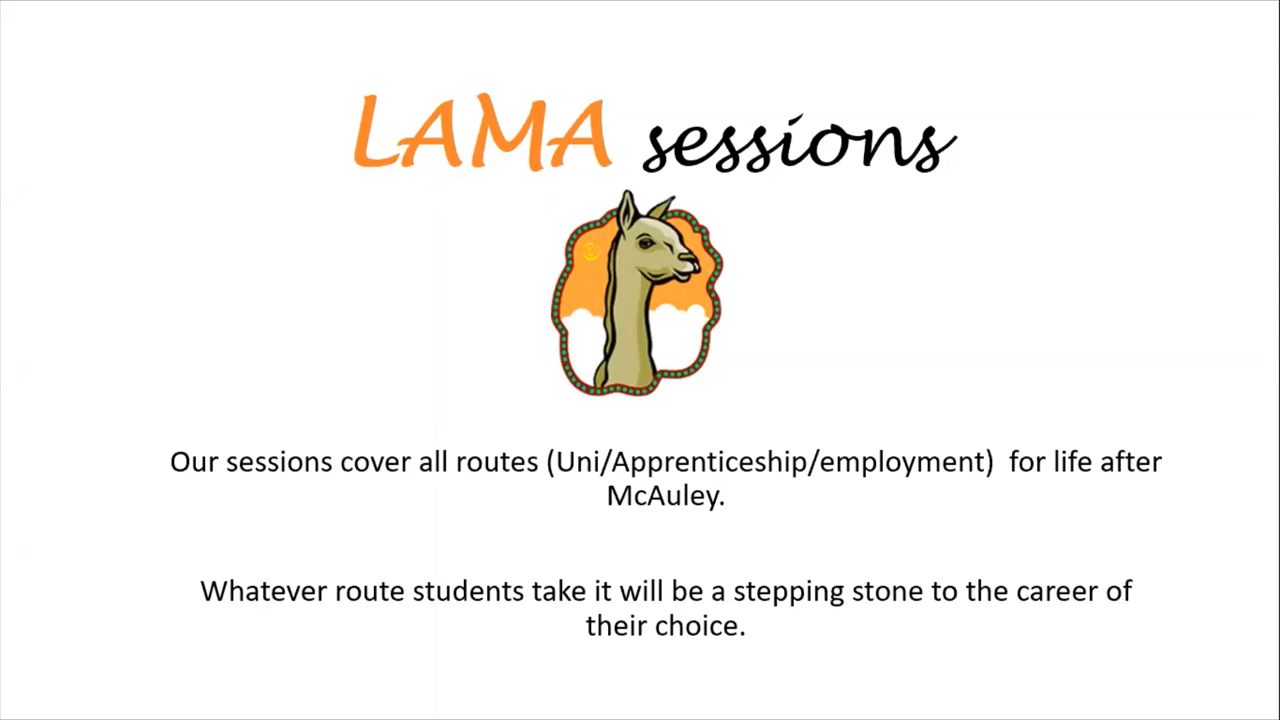 LAMA sessions
Our sessions cover all routes (Uni/Apprenticeship/employment)  for life after
McAuley.
Whatever route students take it will be a stepping stone to the career of
their choice.